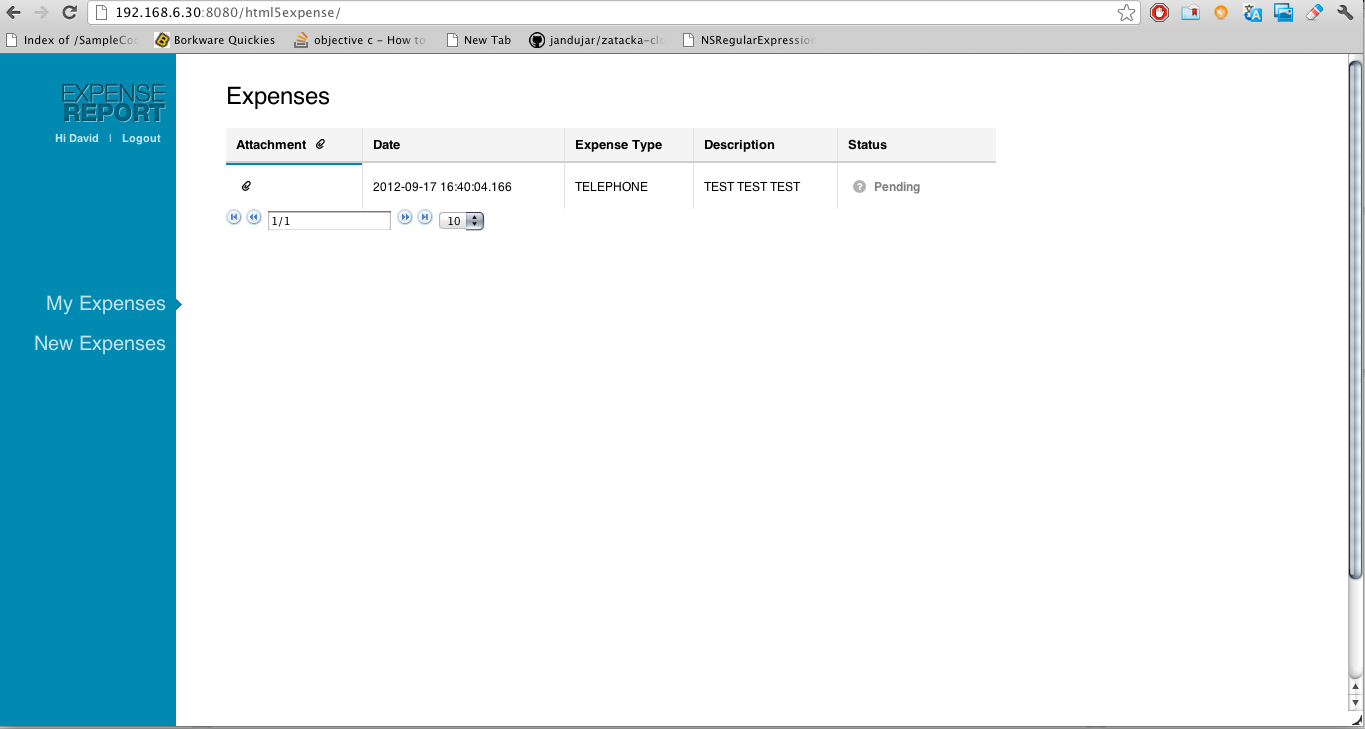 192.168.6.30:8080/html5expense/
Index of /SampleCo Borkware Quickies objective c – How to New Tab jandujar/zatacka-cl NSRegularExpression
EXPENSE
REPORT
Hi David | Logout
My Expenses
New Expenses
Expenses
Attachment Date Expense Type Description Status
2012-09-17 16:40:04.166 TELEPHONE TEST TEST TEST ? Pending
1/1 10